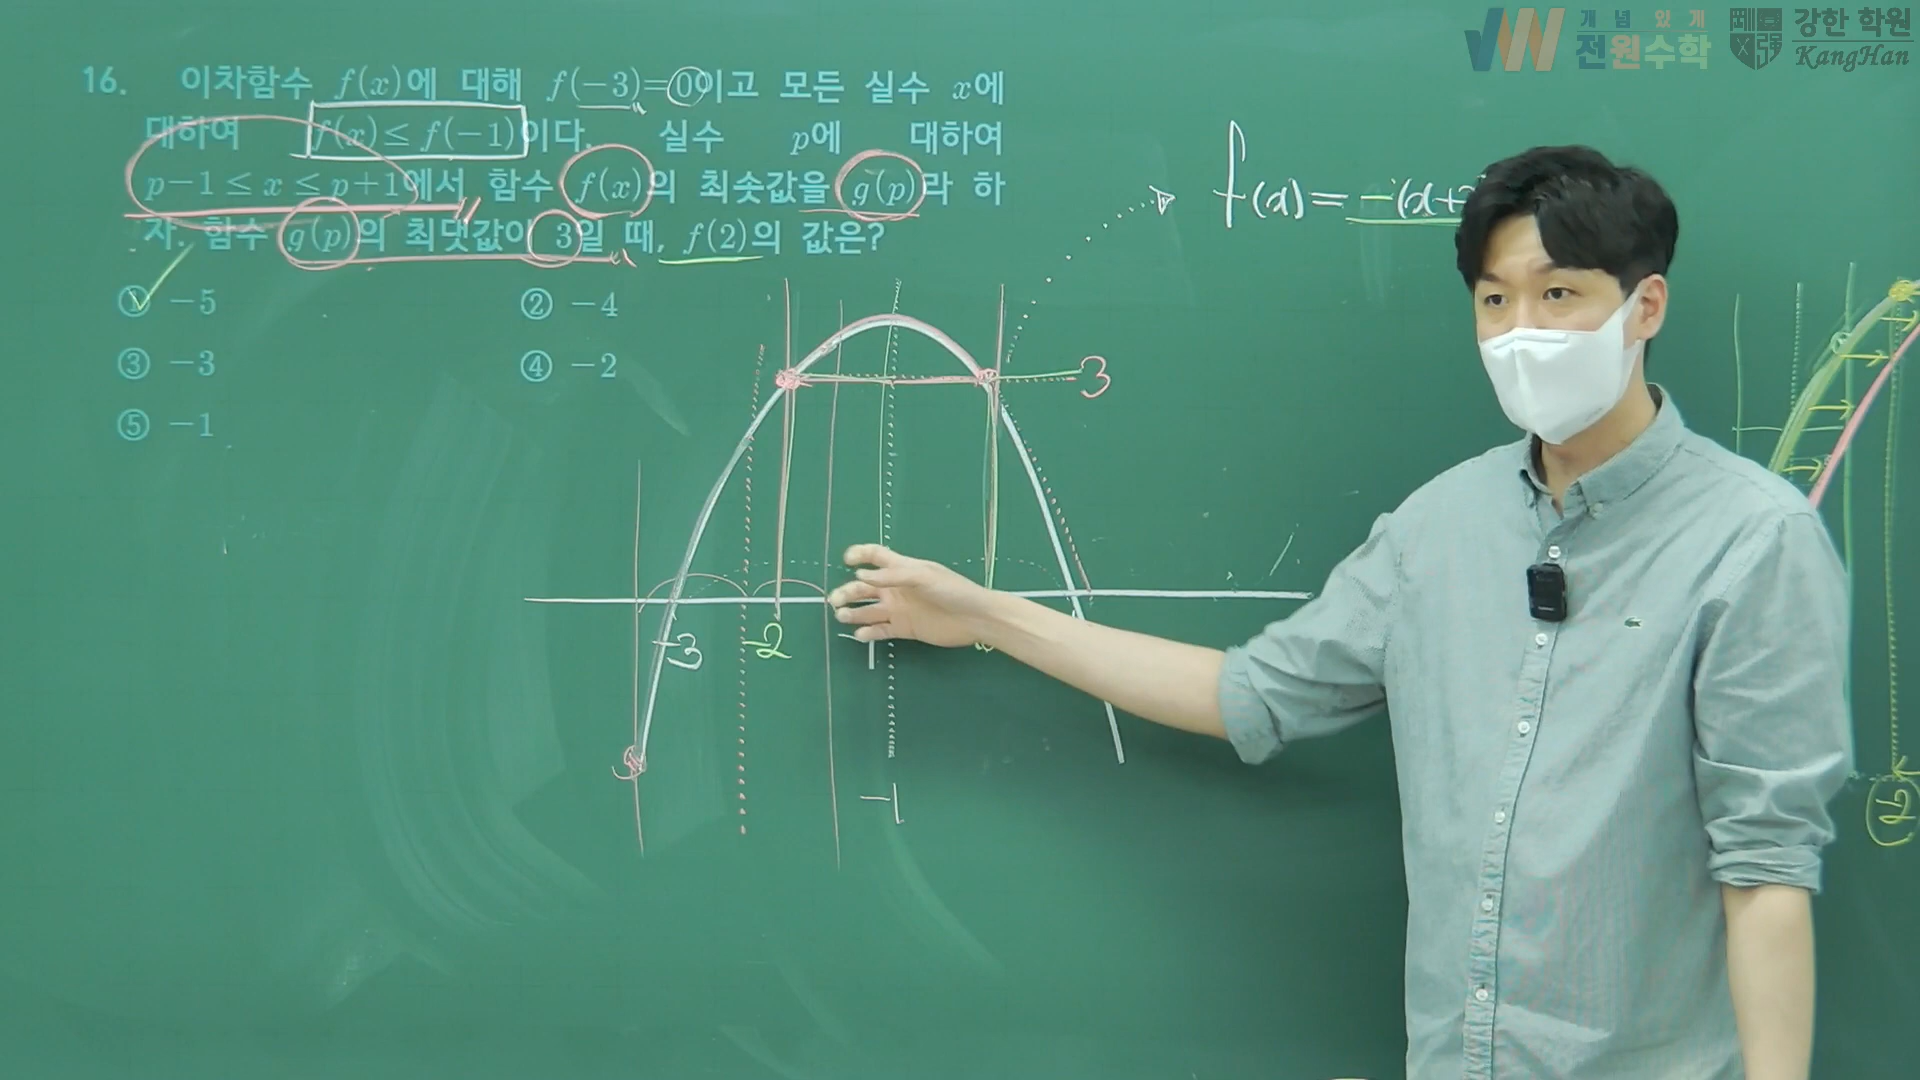 개념있게
전원수학
강한 학원
KangHan
16. 이차함수 f(x)에 대해 f(-3)=0이고 모든 실수 x에
대하여 f(x)≤f(-1)이다. 실수 p에 대하여
p-1≤x≤p+1에서 함수 f(x)의 최솟값을 g(p)라 하
자. 함수 g(p)의 최댓값이 3일 때, f(2)의 값은?
① -5 ② -4
③ -3 ④ -2
⑤ -1
f(x)=-(x+
3
-3 -2
-1